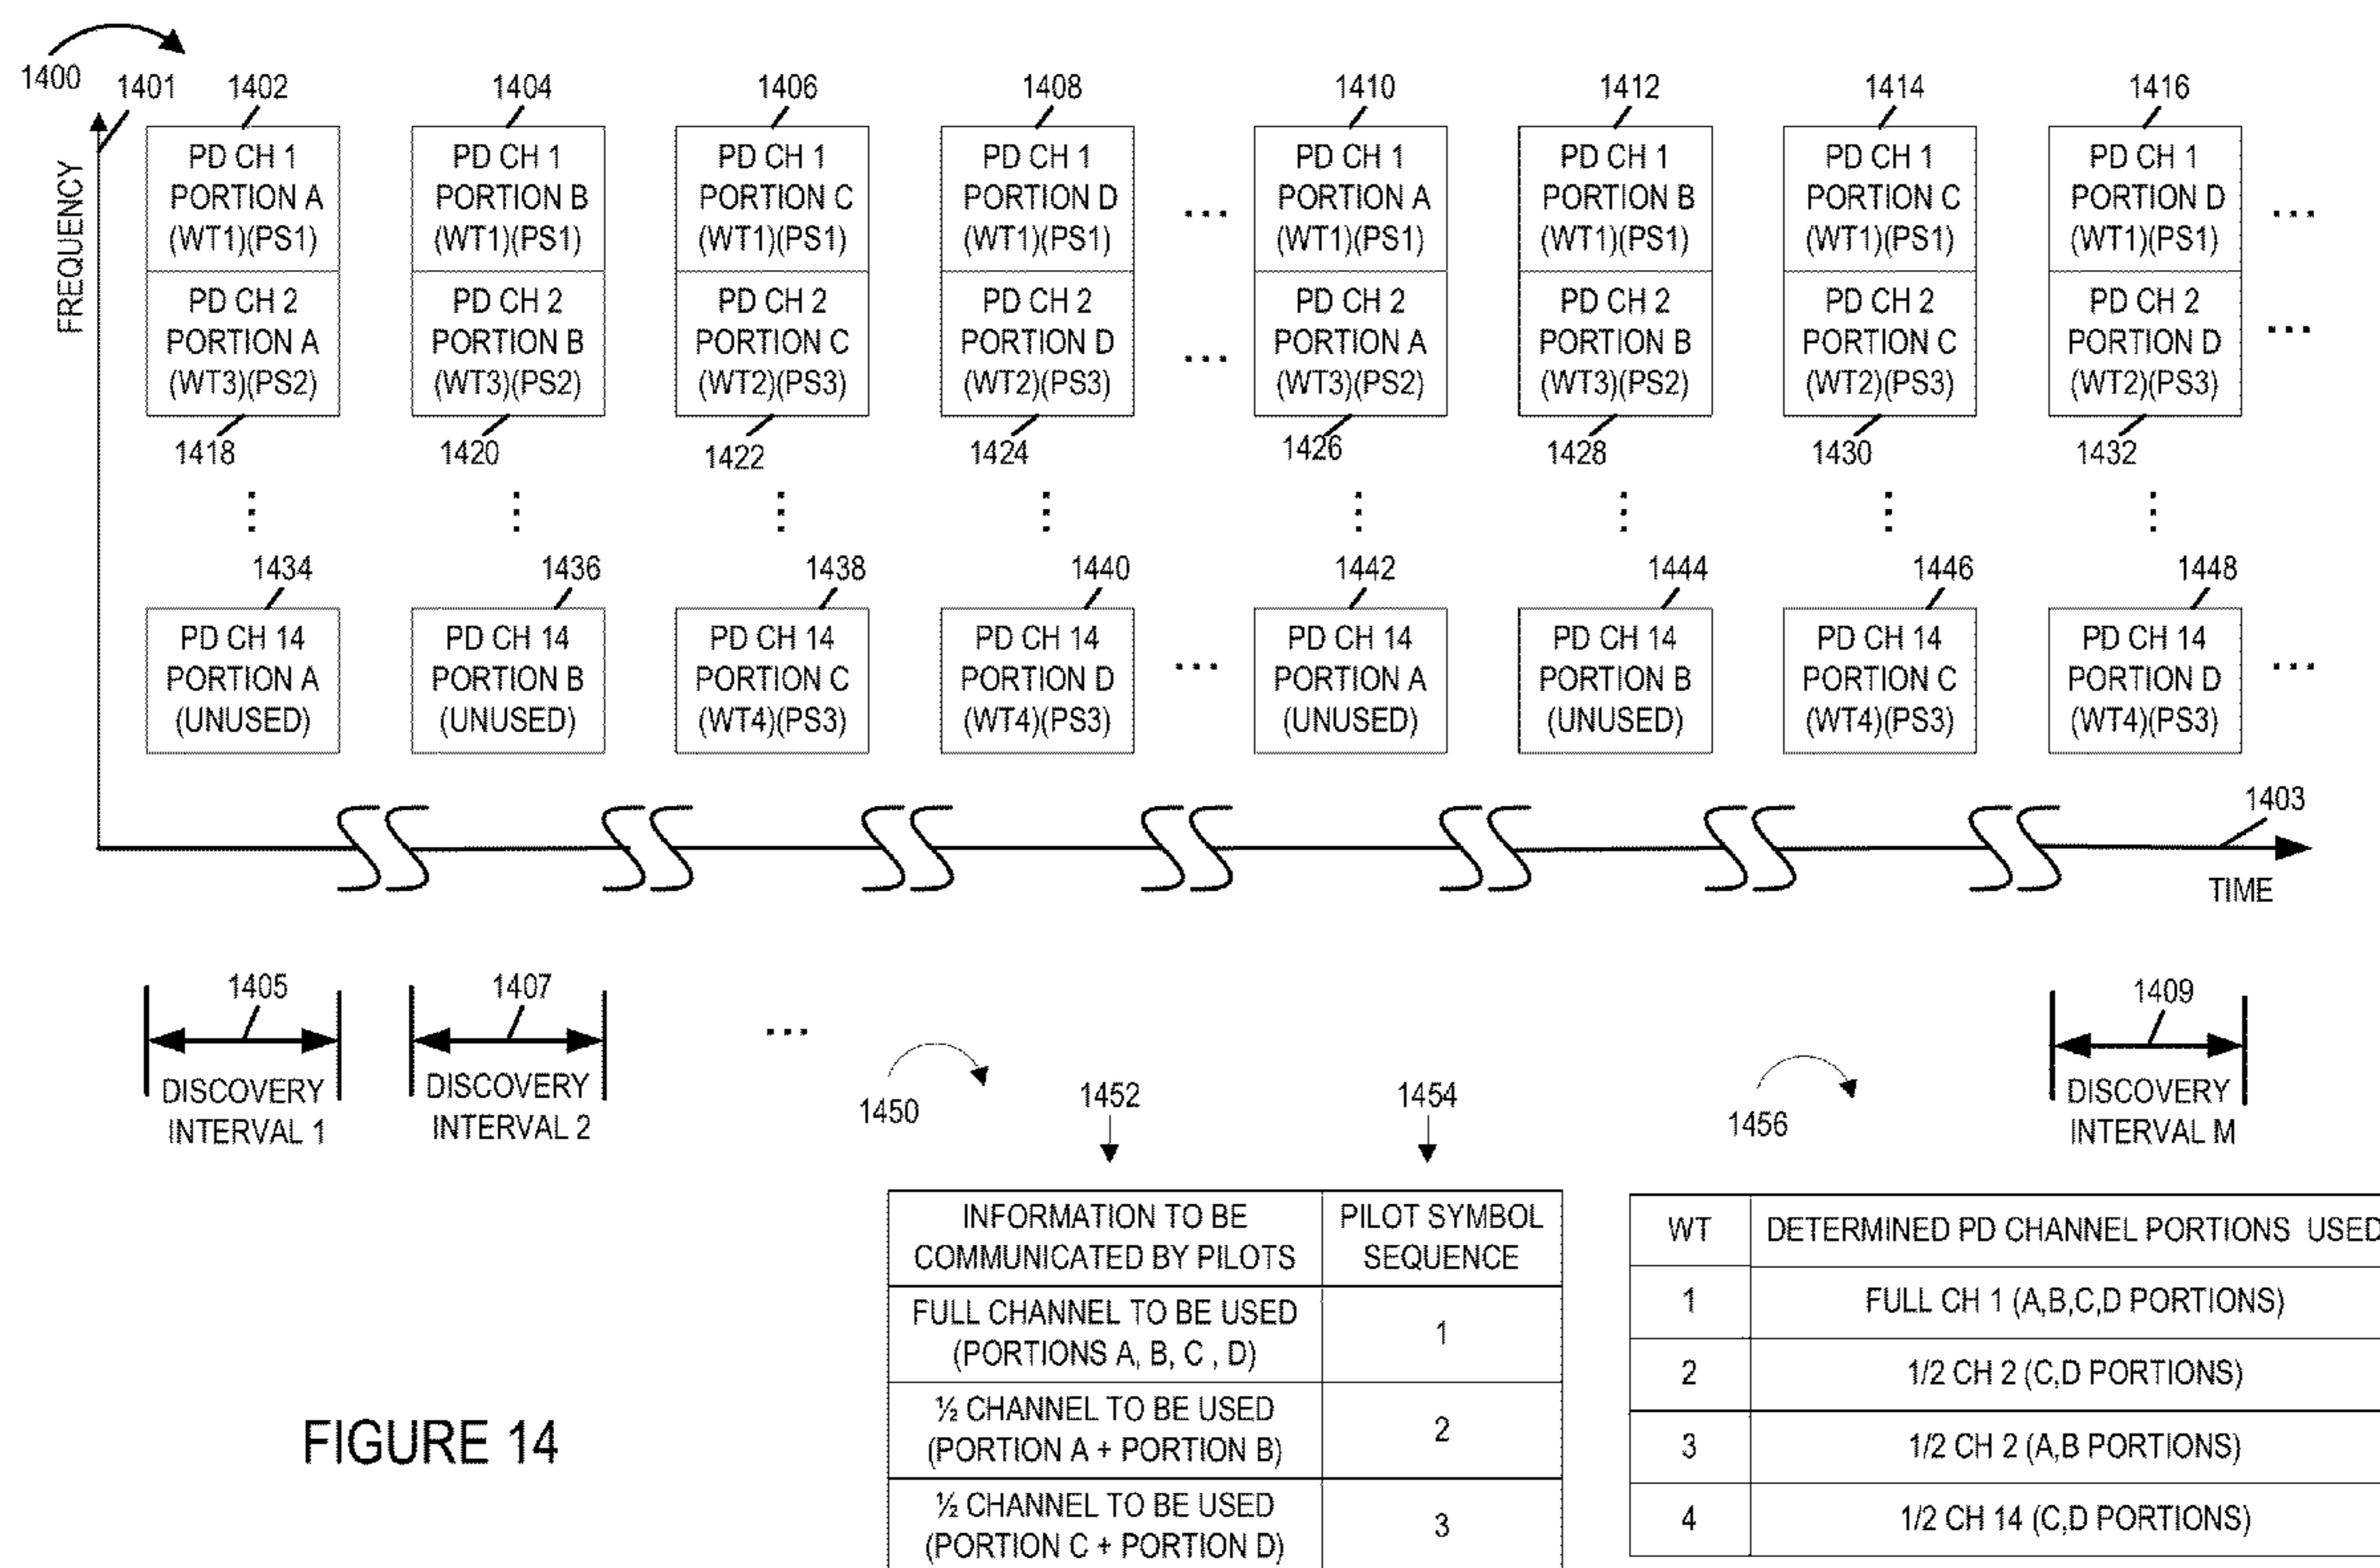 1400
1401
1402
1404
1406
1408
1410
1412
1414
1416
FREQUENCY
PD CH 1
PORTION A
(WT1)(PS1)
PD CH 1
PORTION B
(WT1)(PS1)
PD CH 1
PORTION C
(WT1)(PS1)
PD CH 1
PORTION D
(WT1)(PS1)
...
PD CH 1
PORTION A
(WT1)(PS1)
PD CH 1
PORTION B
(WT1)(PS1)
PD CH 1
PORTION C
(WT1)(PS1)
PD CH 1
PORTION D
(WT1)(PS1)
...
PD CH 2
PORTION A
(WT3)(PS2)
PD CH 2
PORTION B
(WT3)(PS2)
PD CH 2
PORTION C
(WT2)(PS3)
PD CH 2
PORTION D
(WT2)(PS3)
...
PD CH 2
PORTION A
(WT3)(PS2)
PD CH 2
PORTION B
(WT3)(PS2)
PD CH 2
PORTION C
(WT2)(PS3)
PD CH 2
PORTION D
(WT2)(PS3)
...
1418
1420
1422
1424
1426
1428
1430
1432
1434
1436
1438
1440
1442
1444
1446
1448
PD CH 14
PORTION A
(UNUSED)
PD CH 14
PORTION B
(UNUSED)
PD CH 14
PORTION C
(WT4)(PS3)
PD CH 14
PORTION D
(WT4)(PS3)
...
PD CH 14
PORTION A
(UNUSED)
PD CH 14
PORTION B
(UNUSED)
PD CH 14
PORTION C
(WT4)(PS3)
PD CH 14
PORTION D
(WT4)(PS3)
...
1403
TIME
1405
DISCOVERY
INTERVAL 1
1407
DISCOVERY
INTERVAL 2
...
1409
DISCOVERY
INTERVAL M
1450
1452
1454
1456
INFORMATION TO BE
COMMUNICATED BY PILOTS
PILOT SYMBOL
SEQUENCE
FULL CHANNEL TO BE USED
(PORTIONS A, B, C , D)
1
½ CHANNEL TO BE USED
(PORTION A + PORTION B)
2
½ CHANNEL TO BE USED
(PORTION C + PORTION D)
3
WT
DETERMINED PD CHANNEL PORTIONS USED
1
FULL CH 1 (A,B,C,D PORTIONS)
2
1/2 CH 2 (C,D PORTIONS)
3
1/2 CH 2 (A,B PORTIONS)
4
1/2 CH 14 (C,D PORTIONS)
FIGURE 14